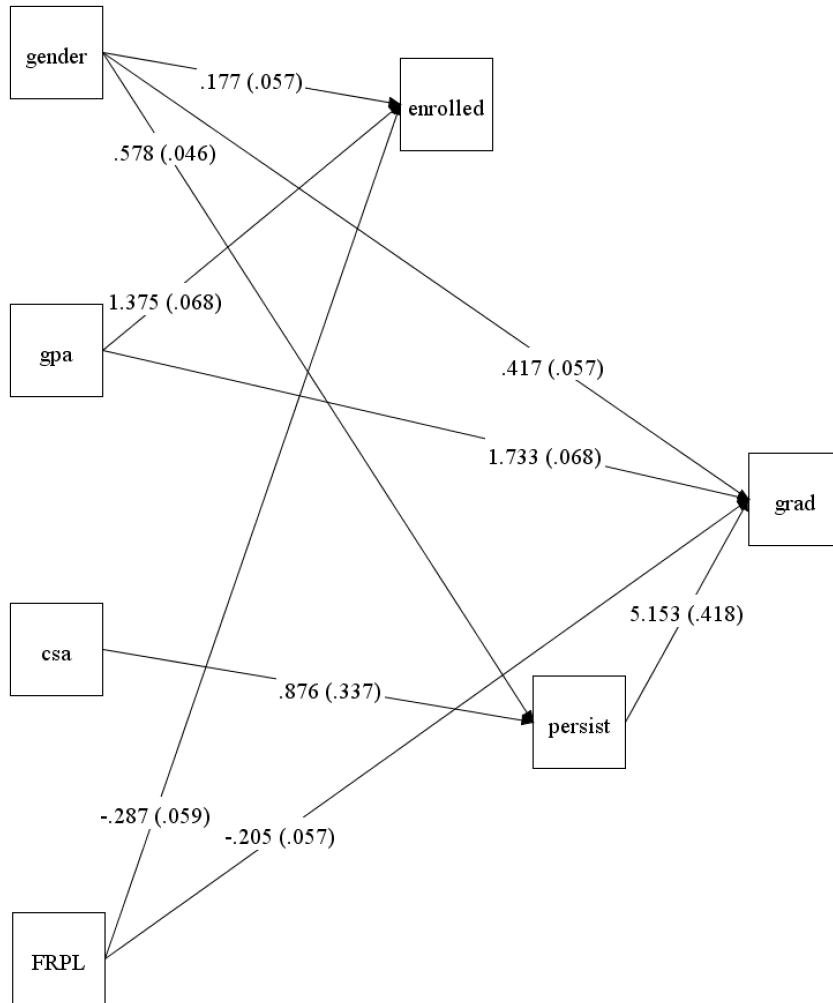 gender
.177 (.057)
enrolled
.578 (.046)
1.375 (.068)
gpa
.417 (.057)
1.733 (.068)
grad
5.153 (.418)
csa
.876 (.337)
persist
-.287 (.059)
-.205 (.057)
FRPL